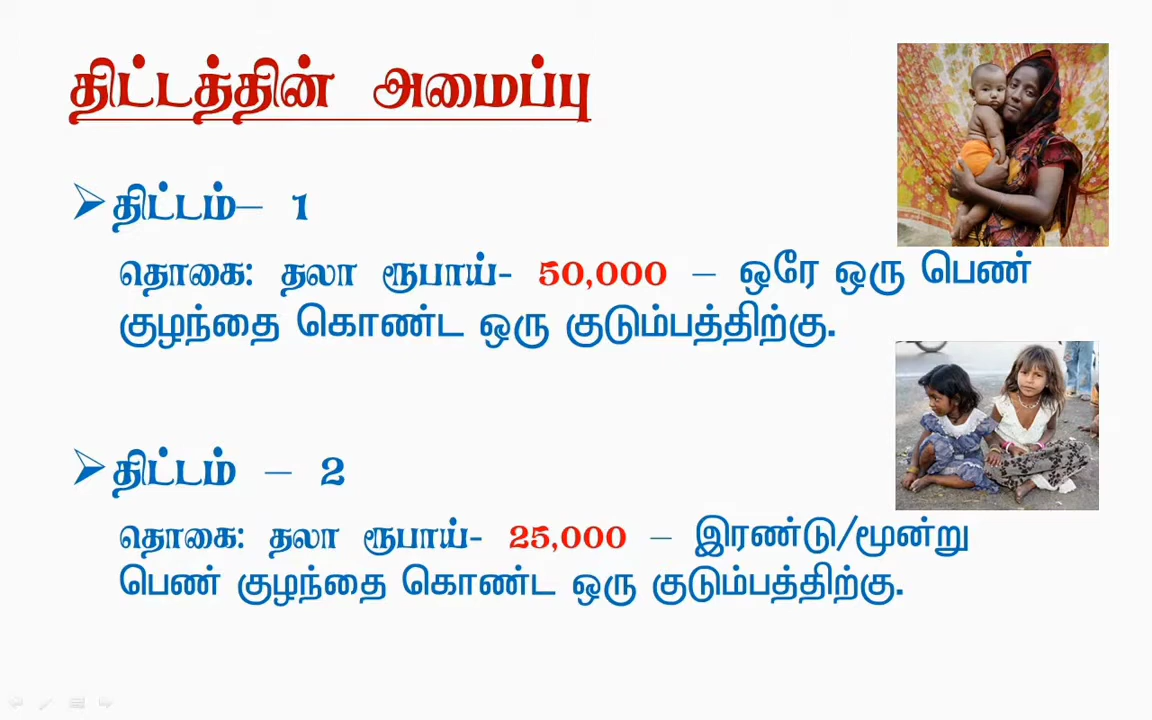 திட்டத்தின் அமைப்பு
திட்டம்– 1
தொகை: தலா ரூபாய்- 50,000 – ஒரே ஒரு பெண்
குழந்தை கொண்ட ஒரு குடும்பத்திற்கு.
திட்டம் – 2
தொகை: தலா ரூபாய்- 25,000 – இரண்டு/மூன்று
பெண் குழந்தை கொண்ட ஒரு குடும்பத்திற்கு.